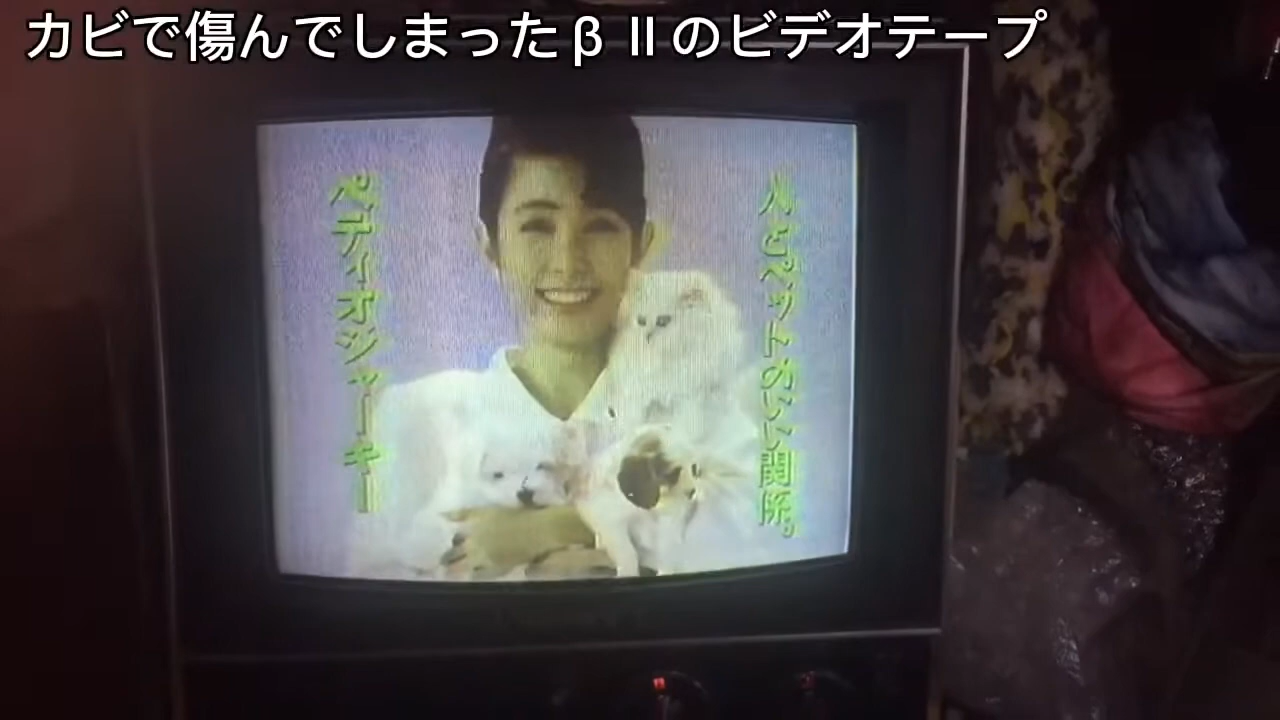 カビで傷んでしまったβⅡのビデオテープ
人とペットのいい関係。
ペティオジャーキー